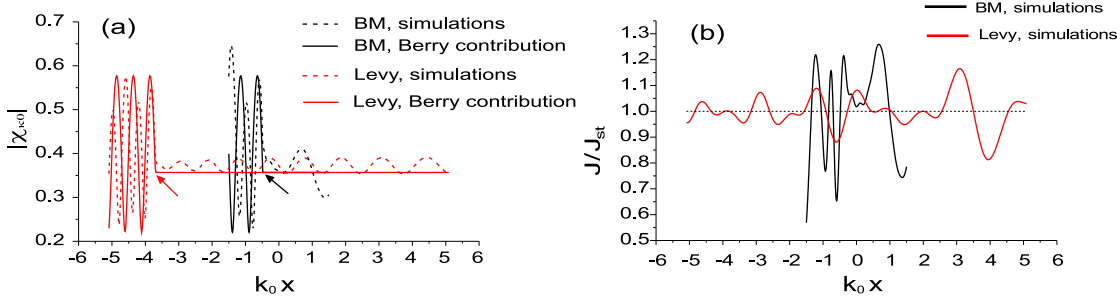 (a)
BM, simulations
BM, Berry contribution
Levy, simulations
Levy, Berry contribution
|χκ0|
0.7
0.6
0.5
0.4
0.3
0.2
-6 -5 -4 -3 -2 -1 0 1 2 3 4 5 6
k₀ x
(b)
BM, simulations
Levy, simulations
J/Jst
1.3
1.2
1.1
1.0
0.9
0.8
0.7
0.6
0.5
-6 -5 -4 -3 -2 -1 0 1 2 3 4 5 6
k₀ x